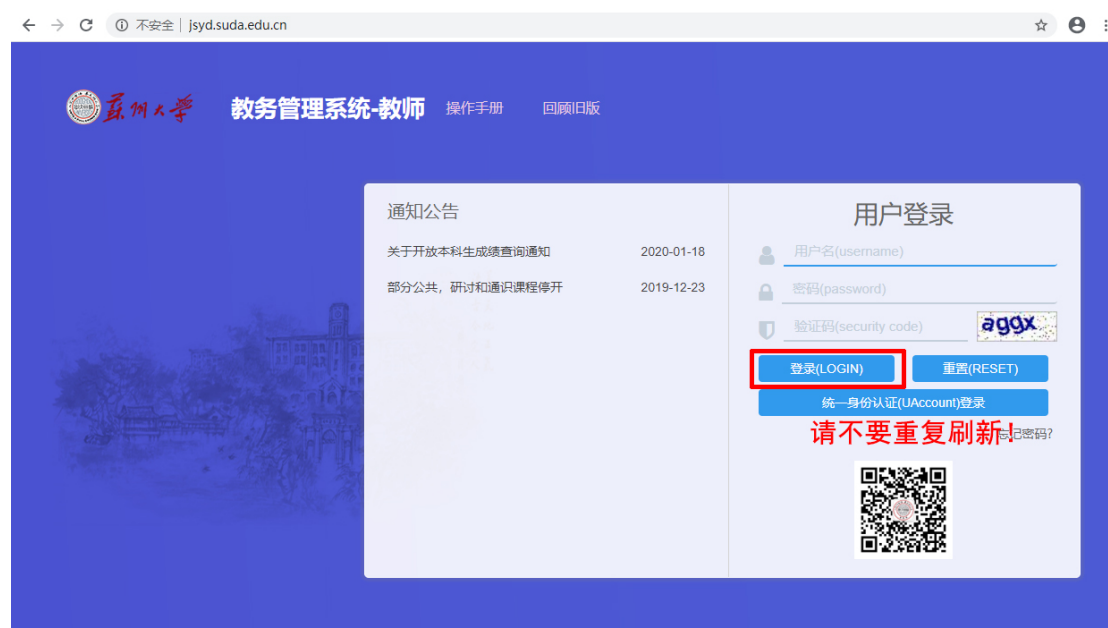 不安全 | jsyd.suda.edu.cn
苏州大学 教务管理系统-教师 操作手册 回顾旧版
通知公告
关于开放本科生成绩查询通知 2020-01-18
部分公共，研讨和通识课程停开 2019-12-23
用户登录
用户名(username)
密码(password)
验证码(security code) aggx
登录(LOGIN) 重置(RESET)
统一身份认证(UAccount)登录
请不要重复刷新！
忘记密码?